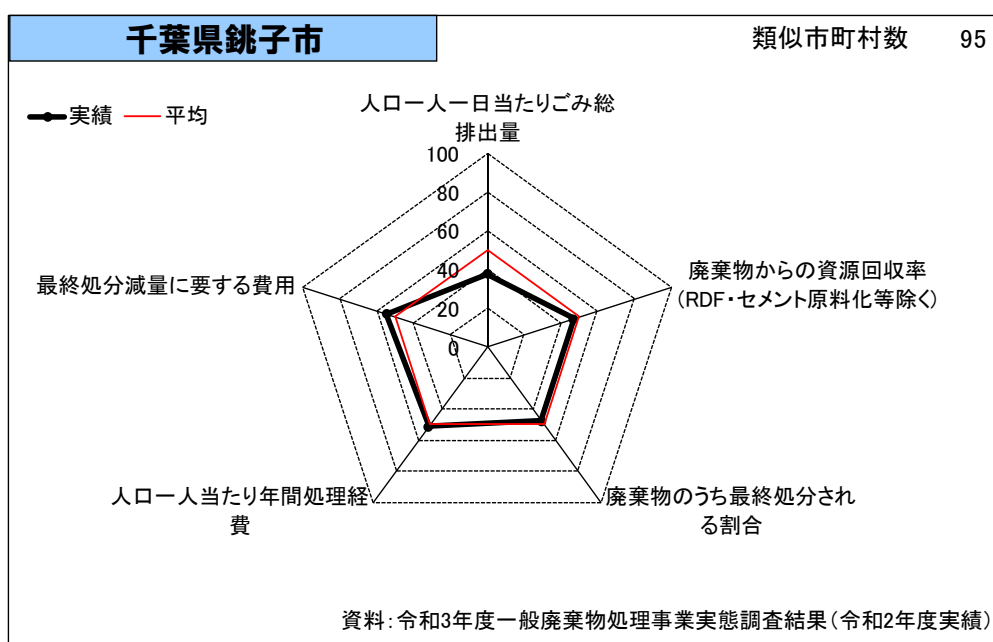 千葉県銚子市
類似市町村数 95
実績 平均
人口一人一日当たりごみ総
排出量
100
80
60
40
20
0
廃棄物からの資源回収率
(RDF・セメント原料化等除く)
最終処分減量に要する費用
人口一人当たり年間処理経
費
廃棄物のうち最終処分され
る割合
資料:令和3年度一般廃棄物処理事業実態調査結果(令和2年度実績)